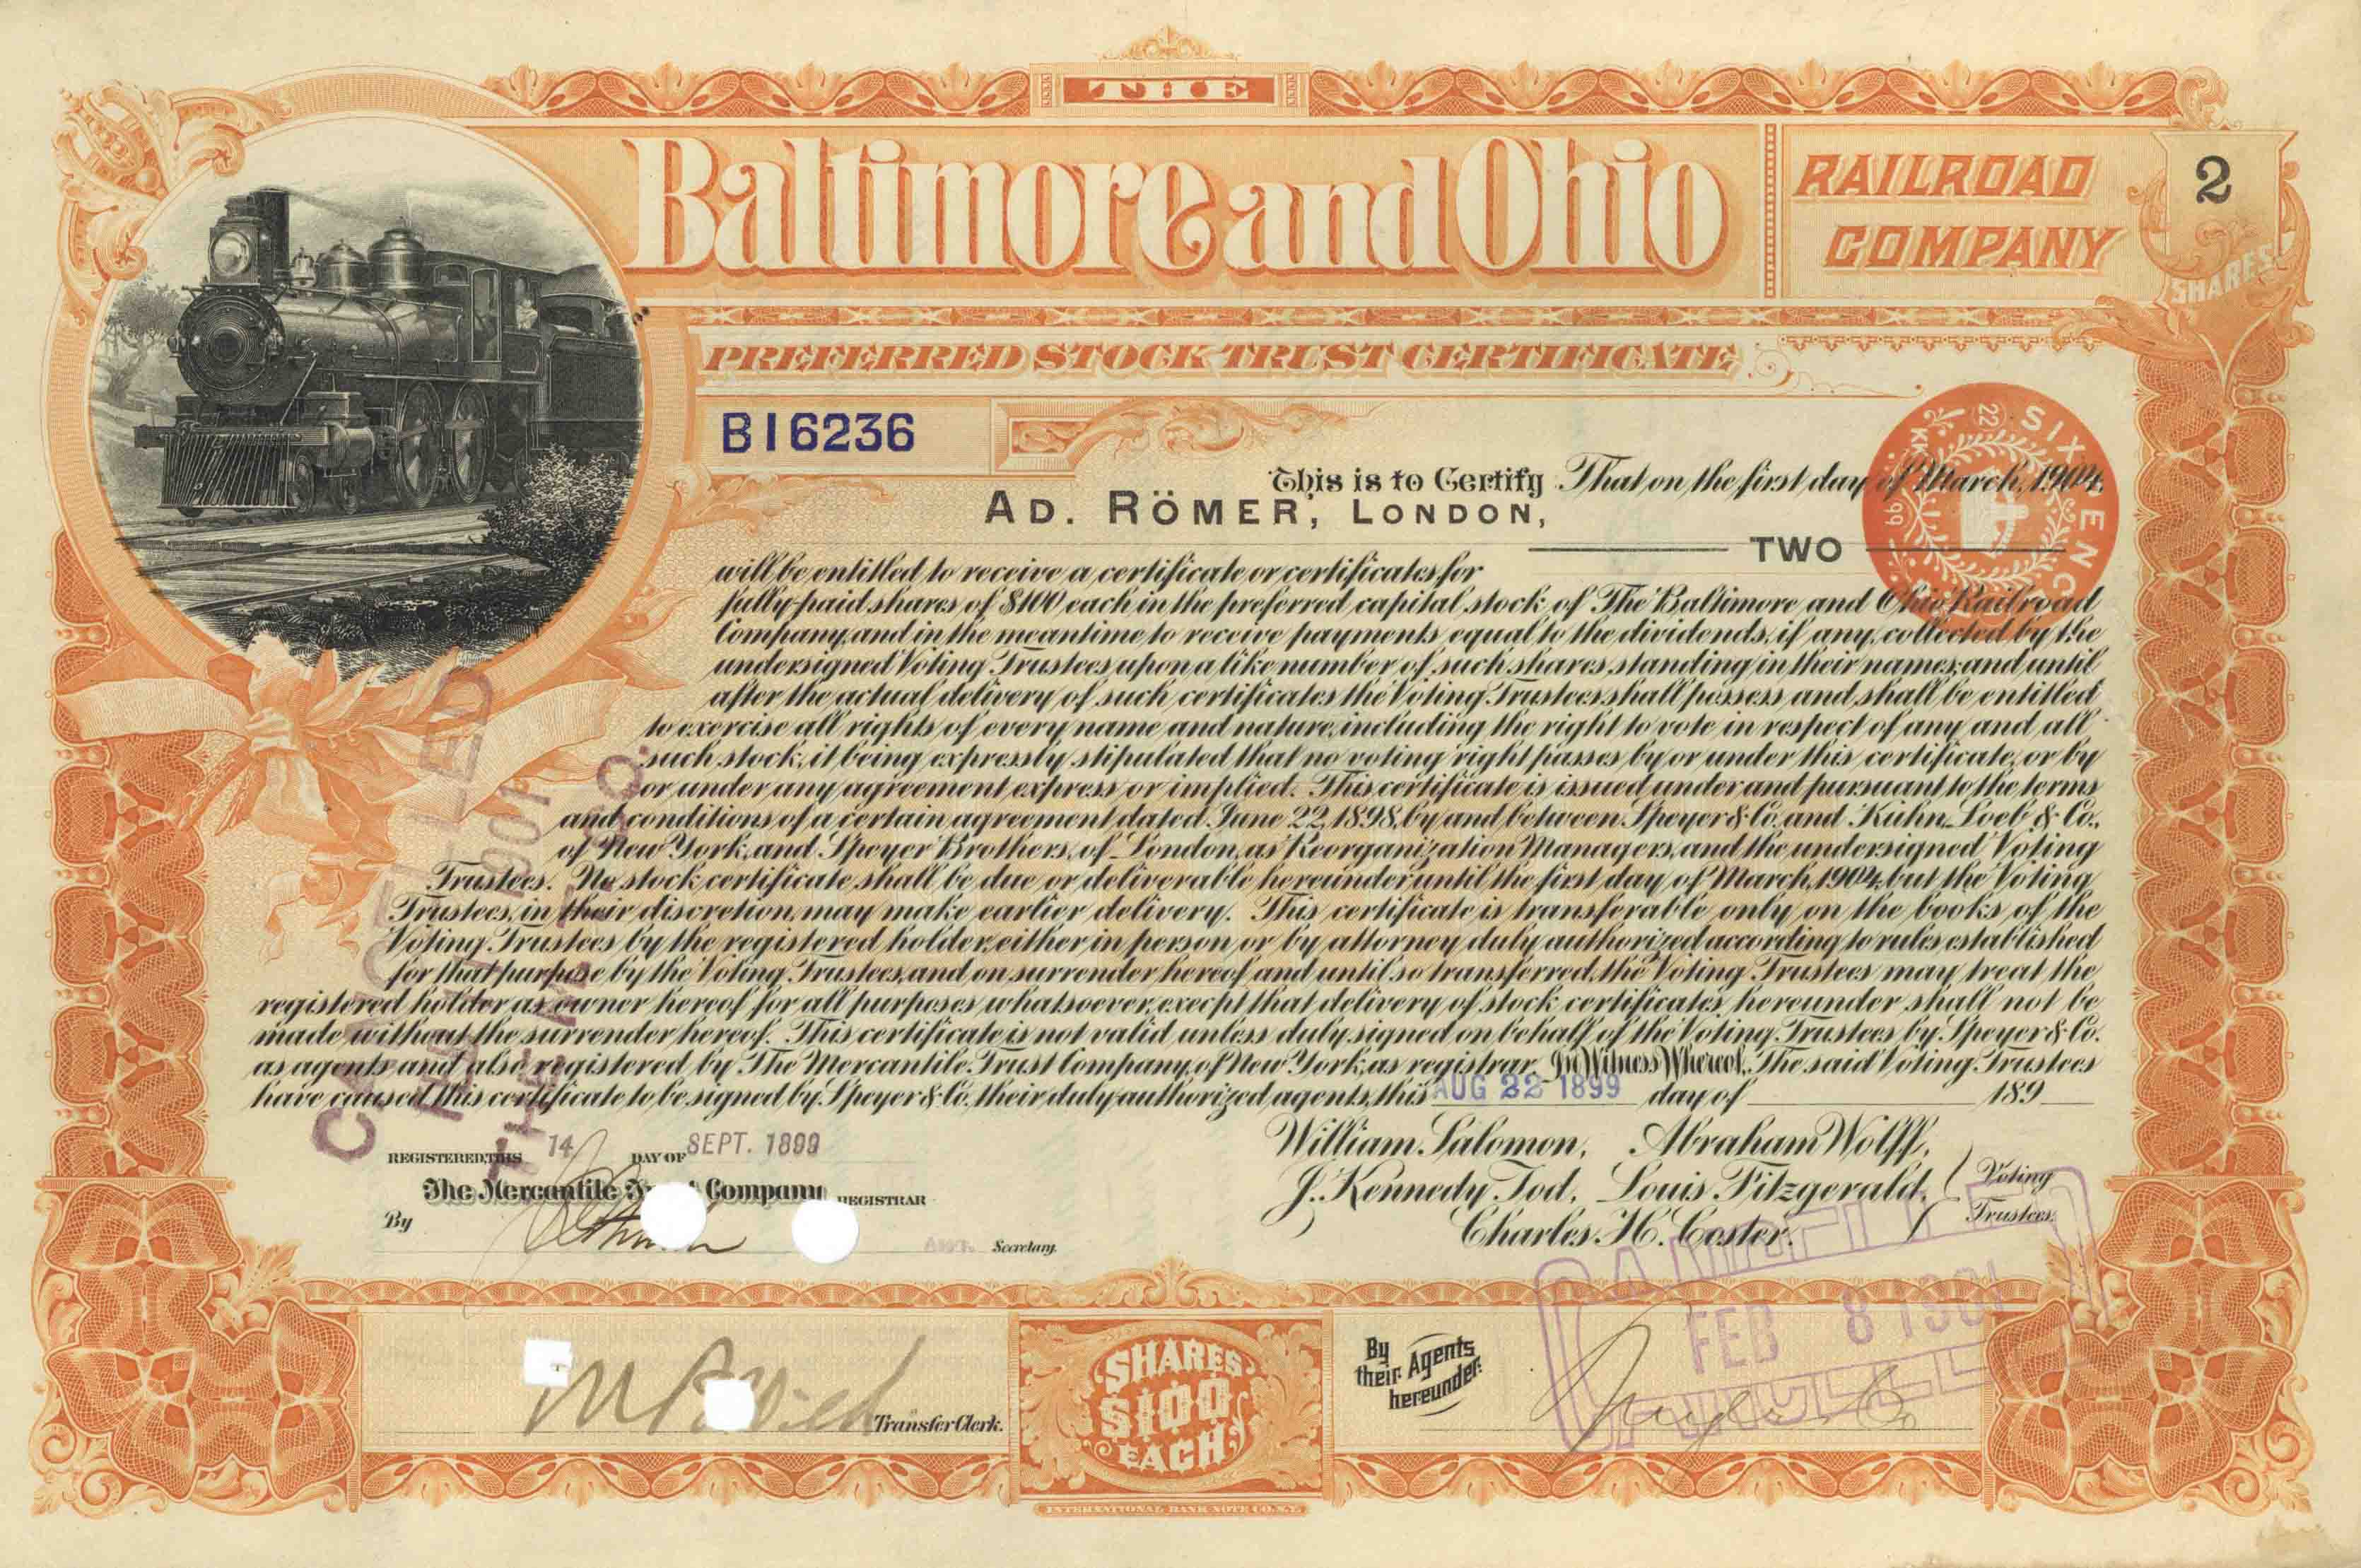 THE
Baltimore and Ohio
RAILROAD
COMPANY
2
SHARES
PREFERRED STOCK TRUST CERTIFICATE
B16236
This is to Certify That on the first day of March, 1904,
AD. RÖMER, LONDON,
will be entitled to receive a certificate or certificates for TWO
fully-paid shares of $100 each in the preferred capital stock of The Baltimore and Ohio Railroad
Company, and in the meantime to receive payments equal to the dividends, if any, collected by the
undersigned Voting Trustees upon a like number of such shares standing in their names; and until
after the actual delivery of such certificates the Voting Trustees shall possess and shall be entitled
to exercise all rights of every name and nature, including the right to vote in respect of any and all
such stock; it being expressly stipulated that no voting right passes by or under this certificate, or by
or under any agreement express or implied. This certificate is issued under and pursuant to the terms
and conditions of a certain agreement dated June 22, 1898, by and between Speyer & Co. and Kuhn, Loeb & Co.,
of New York, and Speyer Brothers, of London, as Reorganization Managers, and the undersigned Voting
Trustees. No stock certificate shall be due or deliverable hereunder until the first day of March, 1904, but the Voting
Trustees, in their discretion, may make earlier delivery. This certificate is transferable only on the books of the
Voting Trustees by the registered holder, either in person or by attorney duly authorized according to rules established
for that purpose by the Voting Trustees, and on surrender hereof and until so transferred, the Voting Trustees may treat the
registered holder as owner hereof for all purposes whatsoever, except that delivery of stock certificates hereunder shall not be
made without the surrender hereof. This certificate is not valid unless duly signed on behalf of the Voting Trustees by Speyer & Co.
as agents and also registered by The Mercantile Trust Company of New York, as registrar. In Witness Whereof, The said Voting Trustees
have caused this certificate to be signed by Speyer & Co. their duly authorized agents, this AUG 22 1899 day of 189
SIXPENCE
22
99
REGISTERED THIS 14 DAY OF SEPT. 1899
The Mercantile Trust Company REGISTRAR
By
ASST. Secretary.
William Salomon, Abraham Wolff,
J. Kennedy Tod, Louis Fitzgerald,
Charles H. Coster.
Voting
Trustees.
CANCELLED
1901
CANCELLED
FEB 8 1901
Transfer Clerk.
SHARES
$100
EACH
By
their Agents
hereunder:
Speyer & Co
INTERNATIONAL BANK NOTE CO. N.Y.